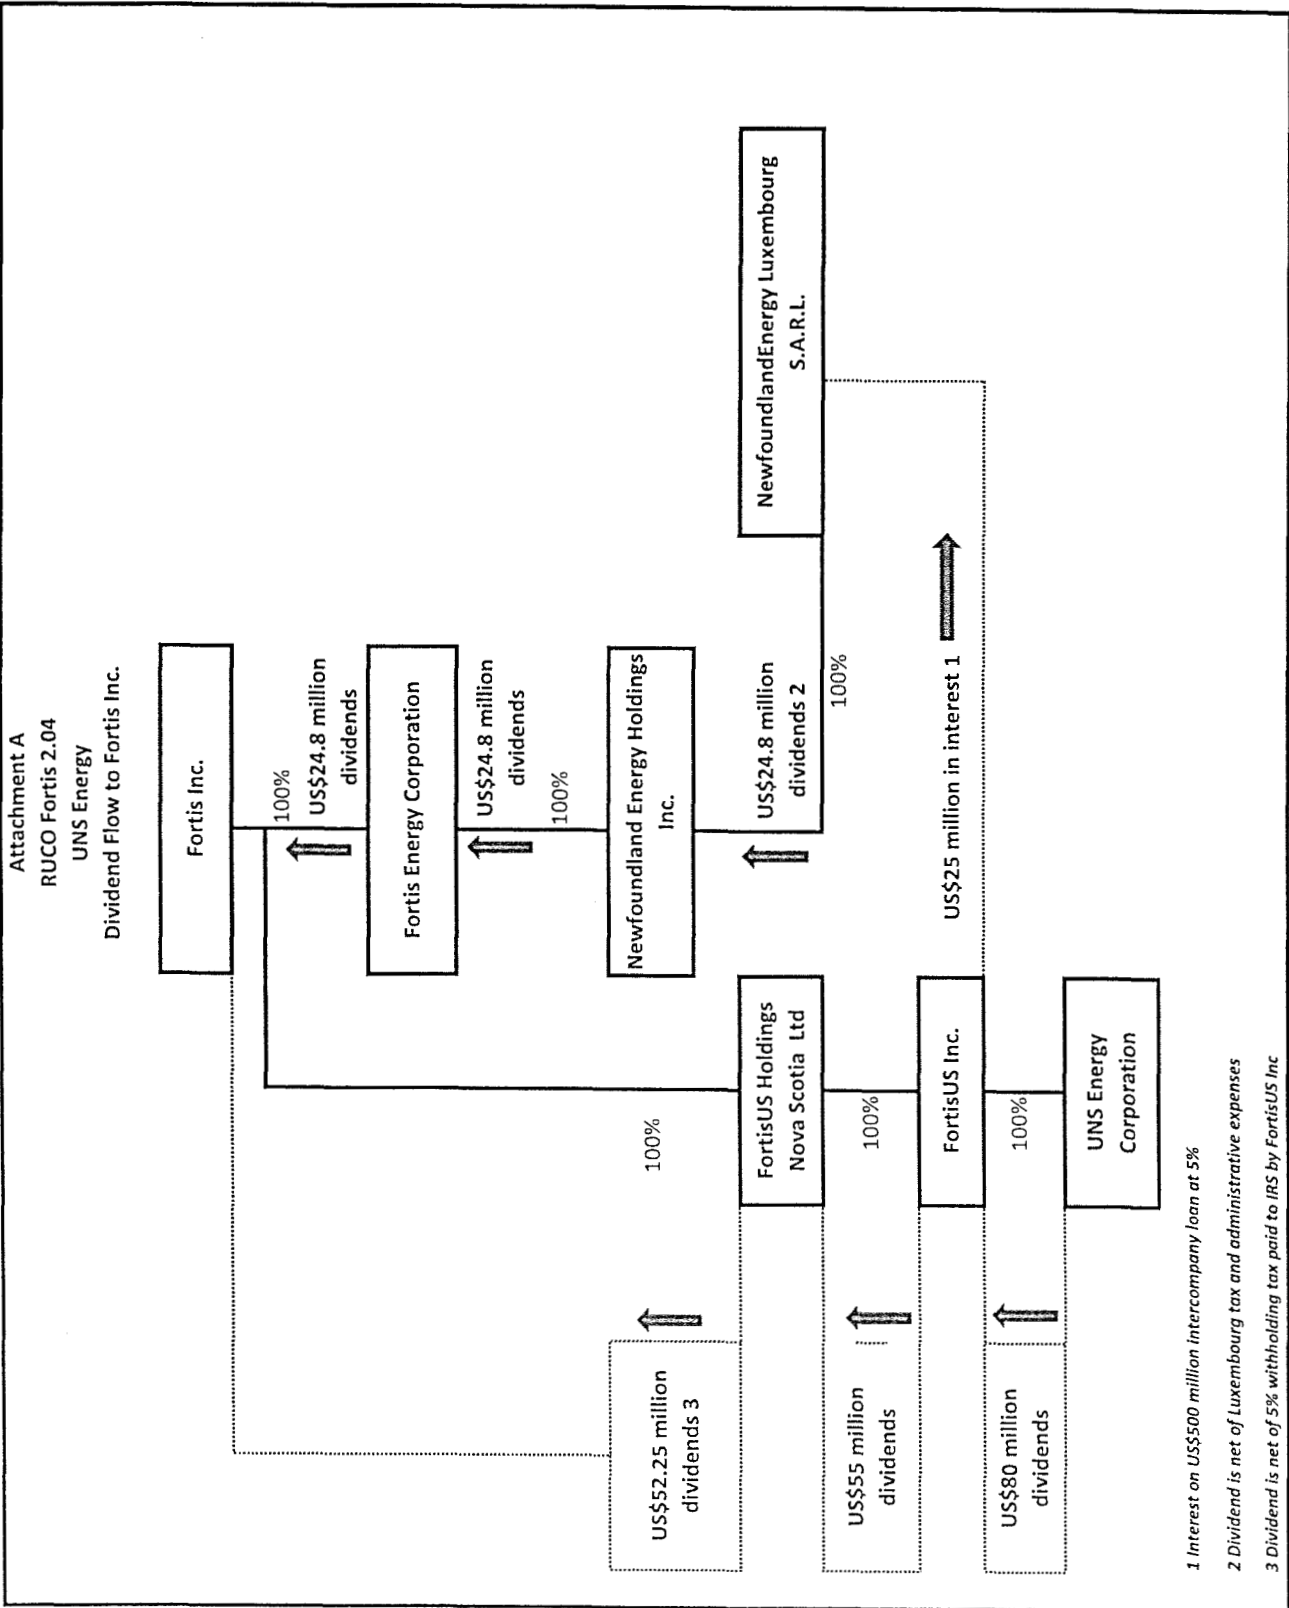 Attachment A
RUCO Fortis 2.04
UNS Energy
Dividend Flow to Fortis Inc.
Fortis Inc.
100%
US$24.8 million
dividends
Fortis Energy Corporation
US$24.8 million
dividends
100%
Newfoundland Energy Holdings
Inc.
US$24.8 million
dividends 2
100%
NewfoundlandEnergy Luxembourg
S.A.R.L.
US$25 million in interest 1
100%
US$52.25 million
dividends 3
FortisUS Holdings
Nova Scotia Ltd
100%
US$55 million
dividends
FortisUS Inc.
100%
US$80 million
dividends
UNS Energy
Corporation
1 Interest on US$500 million intercompany loan at 5%
2 Dividend is net of Luxembourg tax and administrative expenses
3 Dividend is net of 5% withholding tax paid to IRS by FortisUS Inc